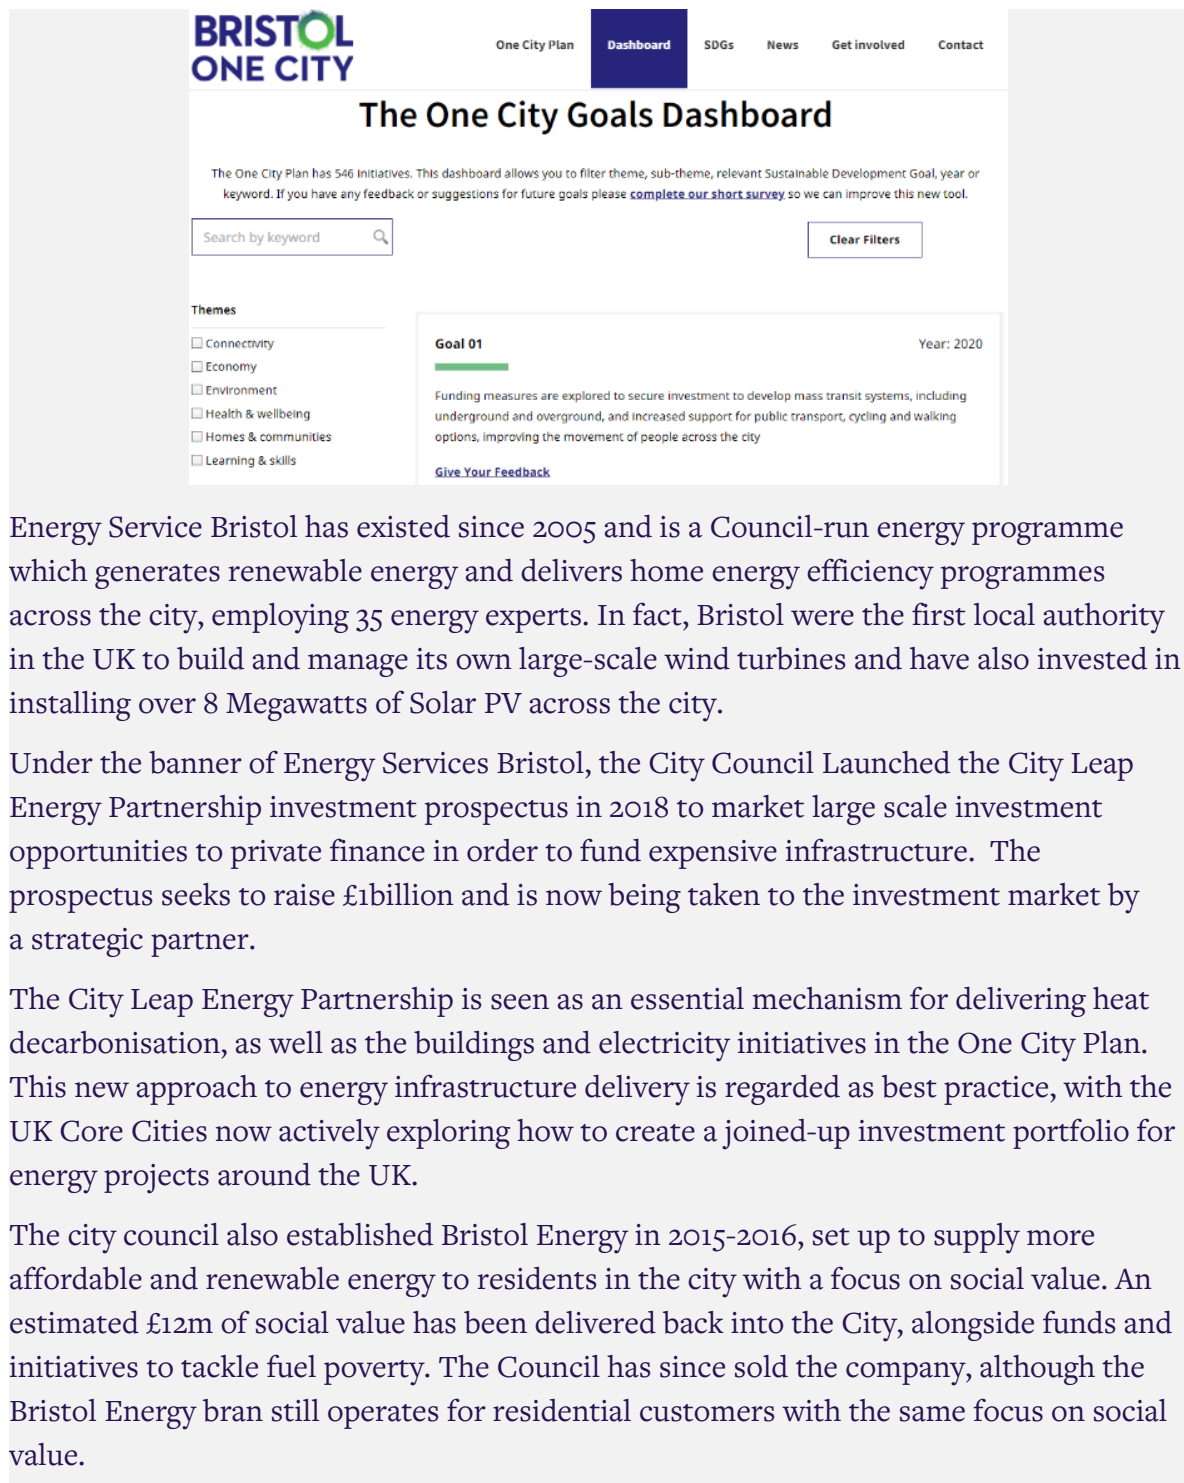 BRISTOL
ONE CITY
One City Plan
Dashboard
SDGs
News
Get involved
Contact
The One City Goals Dashboard
The One City Plan has 546 initiatives. This dashboard allows you to filter theme, sub-theme, relevant Sustainable Development Goal, year or
keyword. If you have any feedback or suggestions for future goals please complete our short survey so we can improve this new tool.
Search by keyword
Clear Filters
Themes
Connectivity
Economy
Environment
Health & wellbeing
Homes & communities
Learning & skills
Goal 01
Year: 2020
Funding measures are explored to secure investment to develop mass transit systems, including
underground and overground, and increased support for public transport, cycling and walking
options, improving the movement of people across the city
Give Your Feedback
Energy Service Bristol has existed since 2005 and is a Council-run energy programme
which generates renewable energy and delivers home energy efficiency programmes
across the city, employing 35 energy experts. In fact, Bristol were the first local authority
in the UK to build and manage its own large-scale wind turbines and have also invested in
installing over 8 Megawatts of Solar PV across the city.
Under the banner of Energy Services Bristol, the City Council Launched the City Leap
Energy Partnership investment prospectus in 2018 to market large scale investment
opportunities to private finance in order to fund expensive infrastructure.  The
prospectus seeks to raise £1billion and is now being taken to the investment market by
a strategic partner.
The City Leap Energy Partnership is seen as an essential mechanism for delivering heat
decarbonisation, as well as the buildings and electricity initiatives in the One City Plan.
This new approach to energy infrastructure delivery is regarded as best practice, with the
UK Core Cities now actively exploring how to create a joined-up investment portfolio for
energy projects around the UK.
The city council also established Bristol Energy in 2015-2016, set up to supply more
affordable and renewable energy to residents in the city with a focus on social value. An
estimated £12m of social value has been delivered back into the City, alongside funds and
initiatives to tackle fuel poverty. The Council has since sold the company, although the
Bristol Energy bran still operates for residential customers with the same focus on social
value.